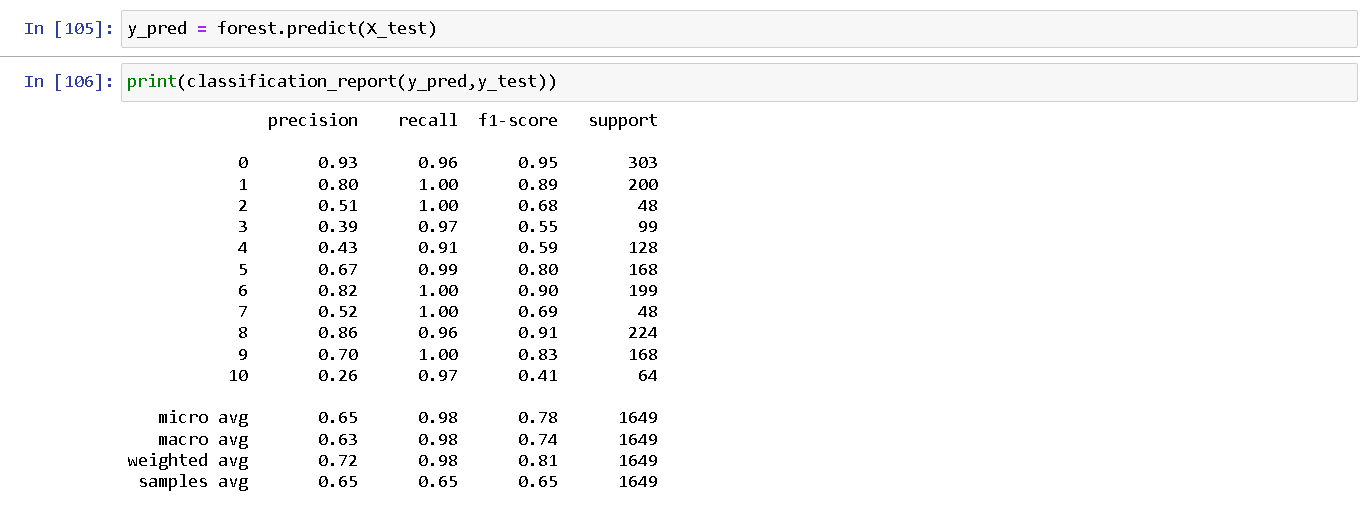 In [105]: y_pred = forest.predict(X_test)
In [106]: print(classification_report(y_pred,y_test))
precision recall f1-score support
0 0.93 0.96 0.95 303
1 0.80 1.00 0.89 200
2 0.51 1.00 0.68 48
3 0.39 0.97 0.55 99
4 0.43 0.91 0.59 128
5 0.67 0.99 0.80 168
6 0.82 1.00 0.90 199
7 0.52 1.00 0.69 48
8 0.86 0.96 0.91 224
9 0.70 1.00 0.83 168
10 0.26 0.97 0.41 64
micro avg 0.65 0.98 0.78 1649
macro avg 0.63 0.98 0.74 1649
weighted avg 0.72 0.98 0.81 1649
samples avg 0.65 0.65 0.65 1649